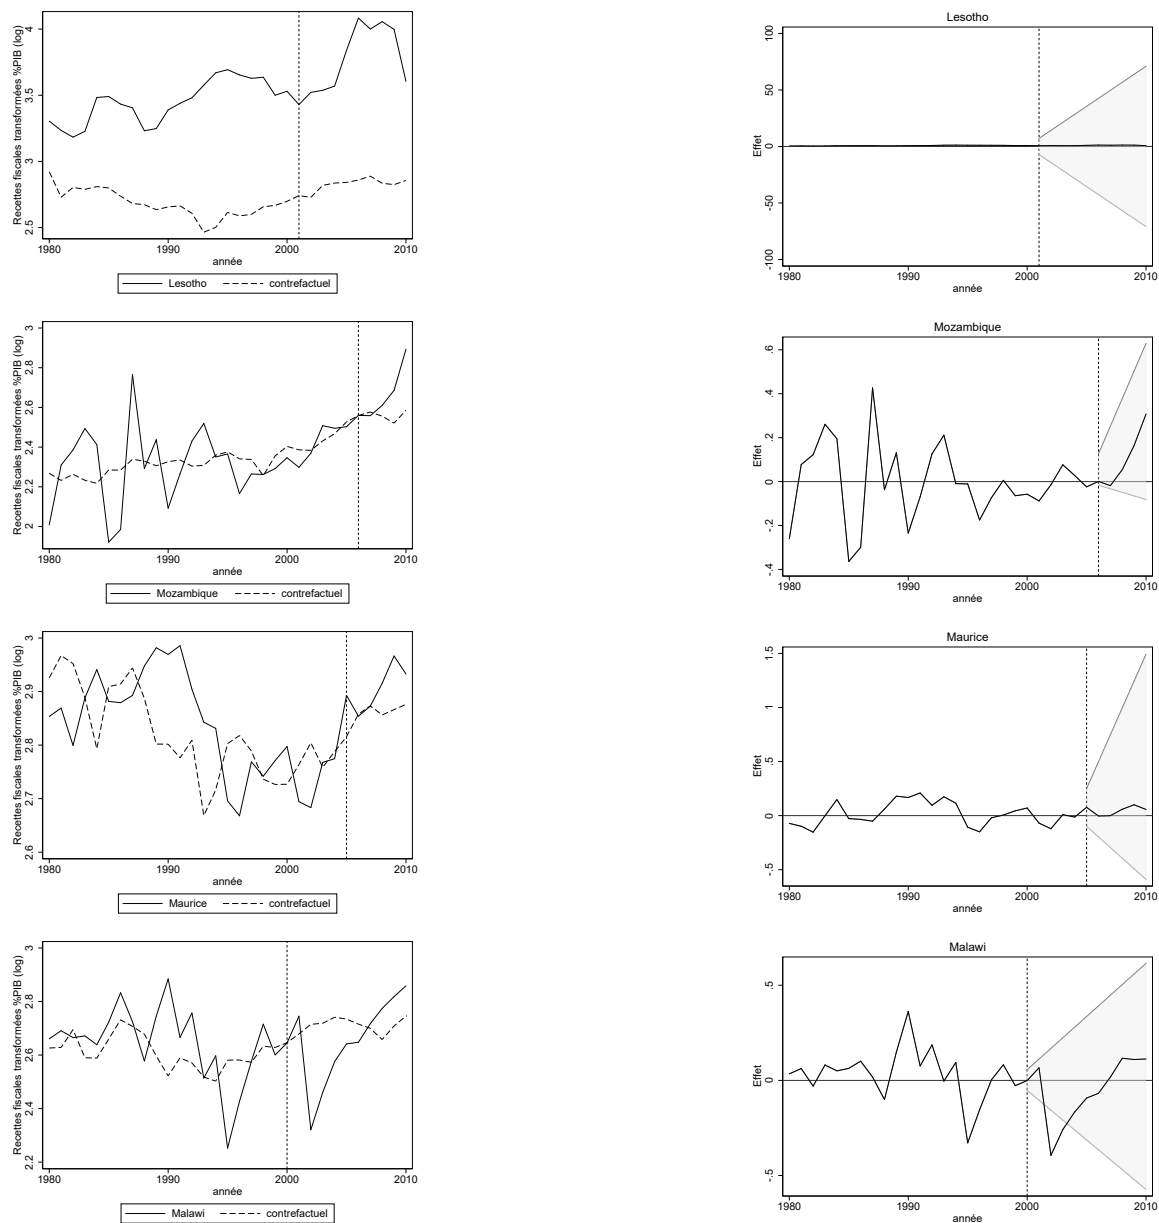 Recettes fiscales transformées %PIB (log)
4
3.5
3
2.5
1980 1990 2000 2010
année
Lesotho contrefactuel
Lesotho
Effet
100
50
0
-50
-100
1980 1990 2000 2010
année
Recettes fiscales transformées %PIB (log)
3
2.8
2.6
2.4
2.2
2
1980 1990 2000 2010
année
Mozambique contrefactuel
Mozambique
Effet
.6
.4
.2
0
-.2
-.4
1980 1990 2000 2010
année
Recettes fiscales transformées %PIB (log)
3
2.9
2.8
2.7
2.6
1980 1990 2000 2010
année
Maurice contrefactuel
Maurice
Effet
1.5
1
.5
0
-.5
1980 1990 2000 2010
année
Recettes fiscales transformées %PIB (log)
3
2.8
2.6
2.4
2.2
1980 1990 2000 2010
année
Malawi contrefactuel
Malawi
Effet
.5
0
-.5
1980 1990 2000 2010
année